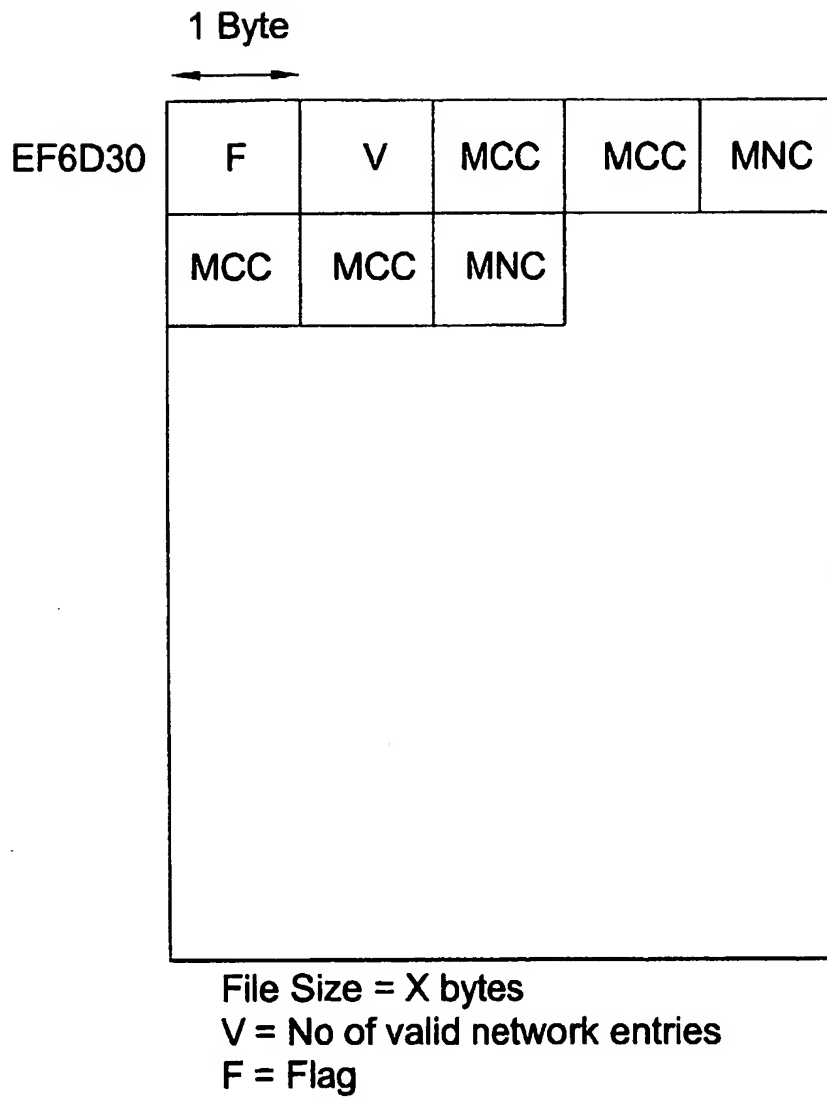 1 Byte
EF6D30 F V MCC MCC MNC
MCC MCC MNC
File Size = X bytes
V = No of valid network entries
F = Flag